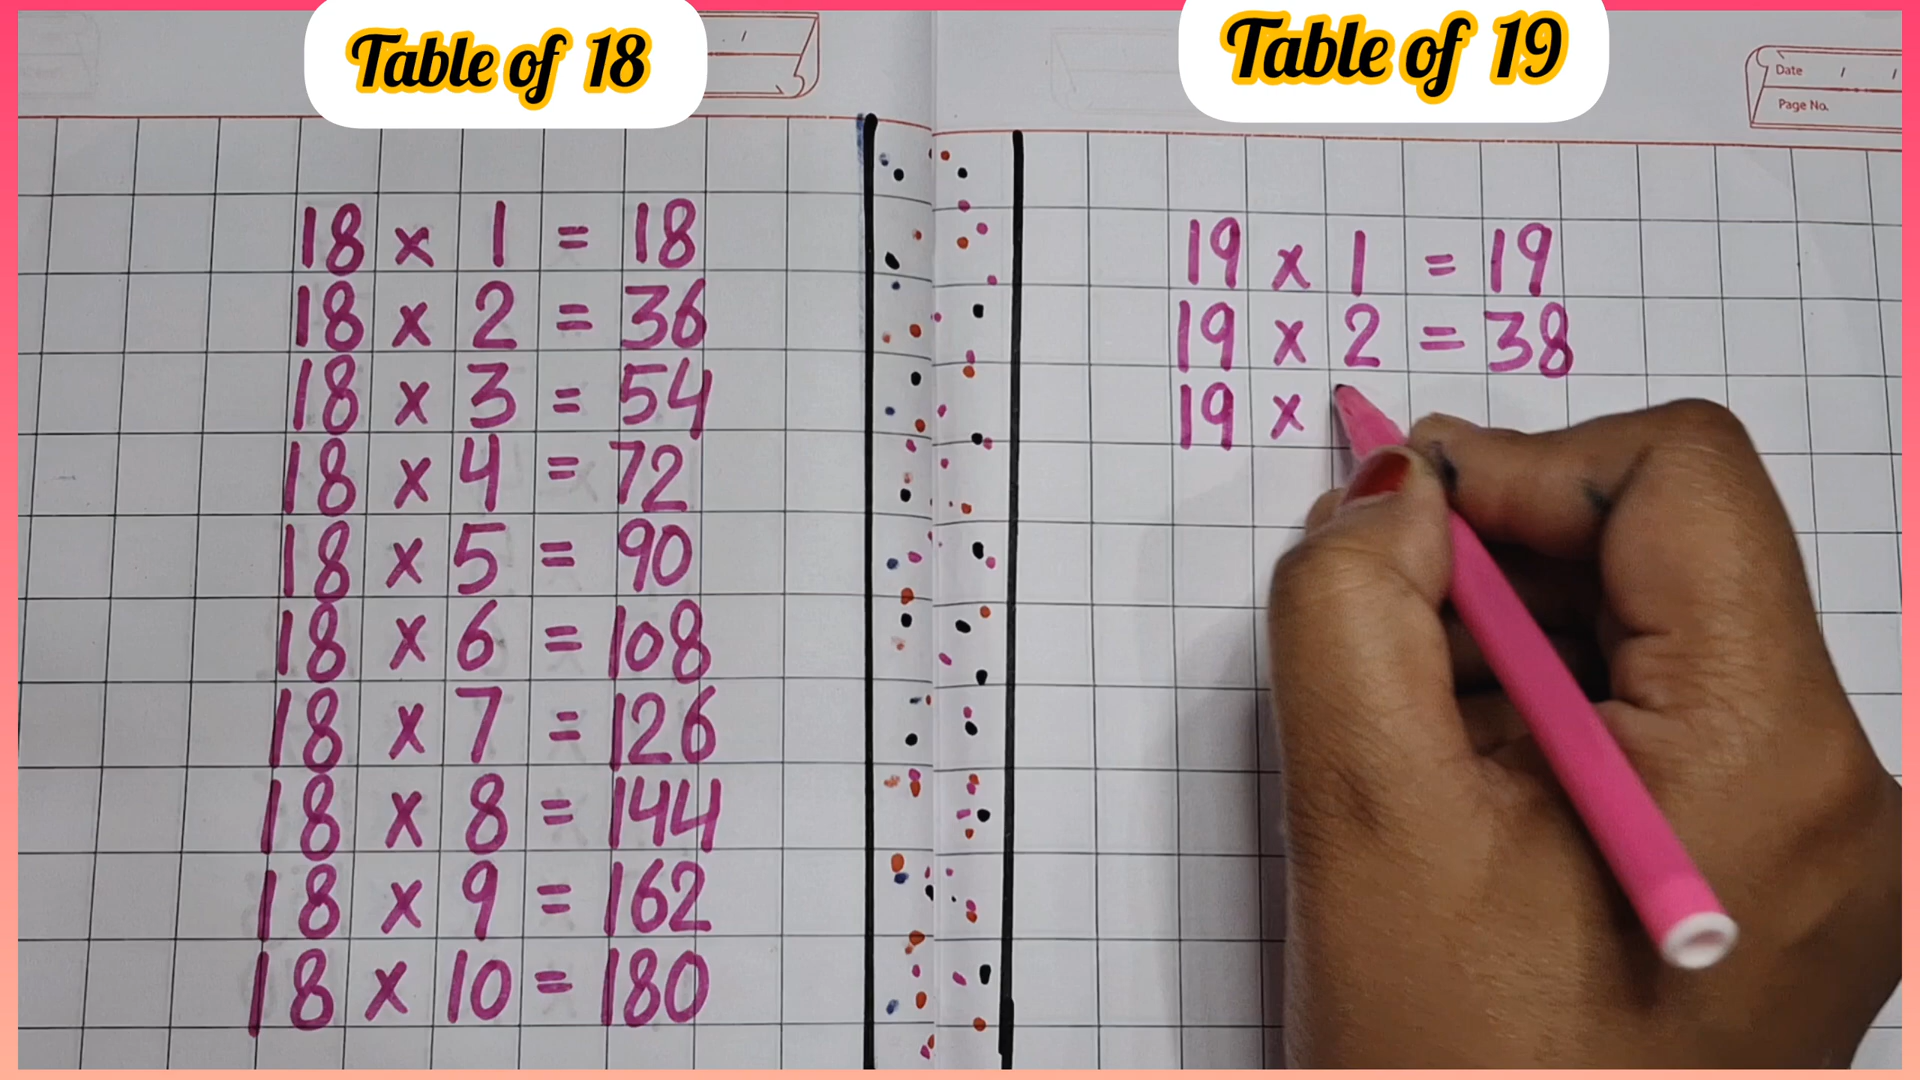 Table of 18
18 x 1 = 18
18 x 2 = 36
18 x 3 = 54
18 x 4 = 72
18 x 5 = 90
18 x 6 = 108
18 x 7 = 126
18 x 8 = 144
18 x 9 = 162
18 x 10 = 180
Table of 19
Date / /
Page No.
19 x 1 = 19
19 x 2 = 38
19 x